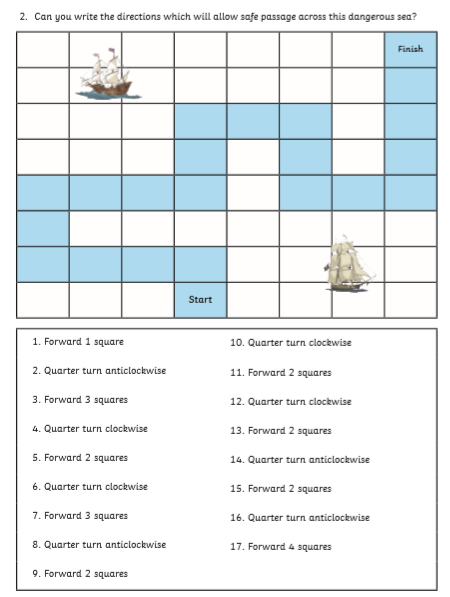 2. Can you write the directions which will allow safe passage across this dangerous sea?
Finish
Start
1. Forward 1 square
2. Quarter turn anticlockwise
3. Forward 3 squares
4. Quarter turn clockwise
5. Forward 2 squares
6. Quarter turn clockwise
7. Forward 3 squares
8. Quarter turn anticlockwise
9. Forward 2 squares
10. Quarter turn clockwise
11. Forward 2 squares
12. Quarter turn clockwise
13. Forward 2 squares
14. Quarter turn anticlockwise
15. Forward 2 squares
16. Quarter turn anticlockwise
17. Forward 4 squares